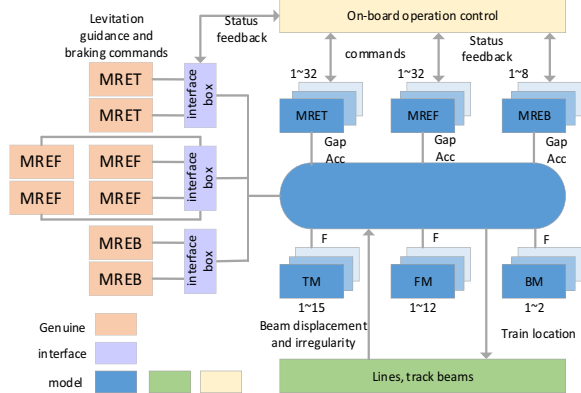 Levitation
guidance and
braking commands
Status
feedback
On-board operation control
commands
Status
feedback
MRET
MRET
interface
box
1~32
MRET
1~32
MREF
1~8
MREB
Gap
Acc
Gap
Acc
Gap
Acc
MREF
MREF
MREF
MREF
interface
box
MREB
MREB
interface
box
F
F
F
TM
FM
BM
1~15
1~12
1~2
Beam displacement
and irregularity
Train location
Lines, track beams
Genuine
interface
model